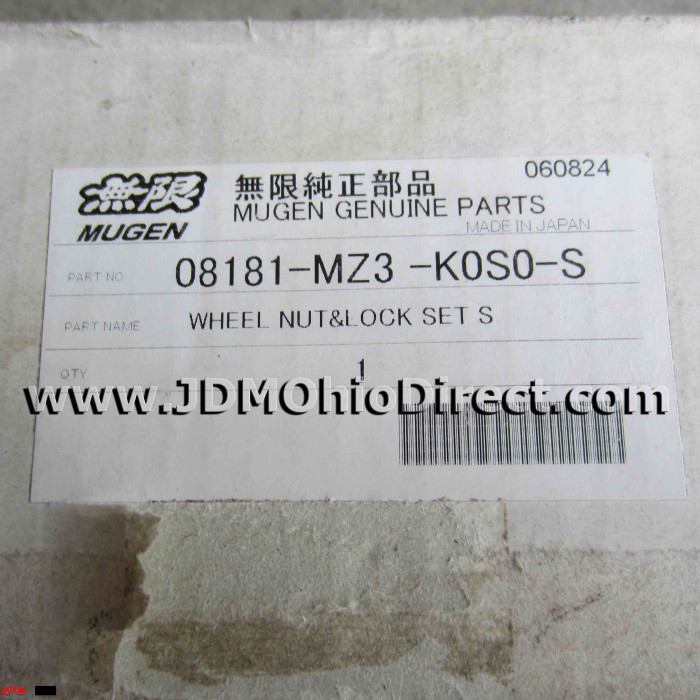 060824
無限
MUGEN
無限純正部品
MUGEN GENUINE PARTS
MADE IN JAPAN
PART NO 08181-MZ3 -K0S0-S
PART NAME WHEEL NUT&LOCK SET S
QTY 1
www.JDMOhioDirect.com